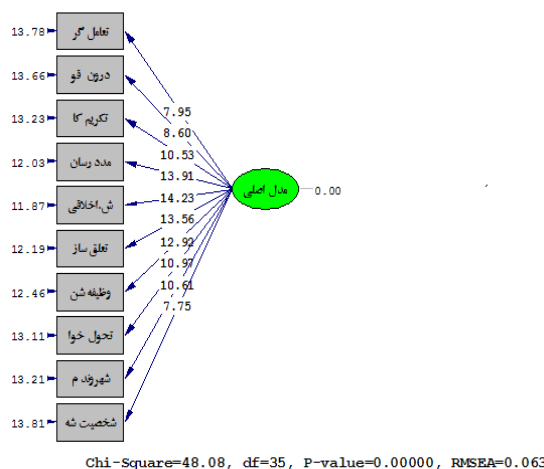 13.78 تعامل گر
13.66 درون قو
13.23 تکریم کا
12.03 مدد رسان
11.87 ش.اخلاقی
12.19 تعلق ساز
12.46 وظیفه شن
13.11 تحول خوا
13.21 شهروند م
13.81 شخصیت شه
7.95
8.60
10.53
13.91
14.23
13.56
12.92
10.97
10.61
7.75
مدل اصلی
0.00
Chi-Square=48.08, df=35, P-value=0.00000, RMSEA=0.063